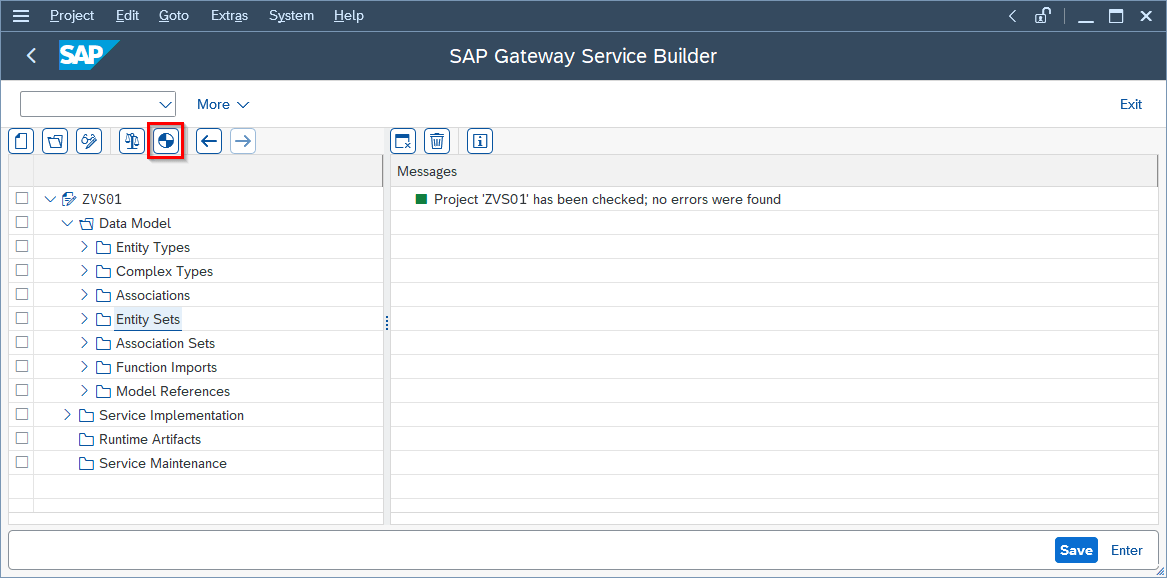 Project Edit Goto Extras System Help
SAP SAP Gateway Service Builder
More Exit
Messages
ZVS01
Project 'ZVS01' has been checked; no errors were found
Data Model
Entity Types
Complex Types
Associations
Entity Sets
Association Sets
Function Imports
Model References
Service Implementation
Runtime Artifacts
Service Maintenance
Save Enter